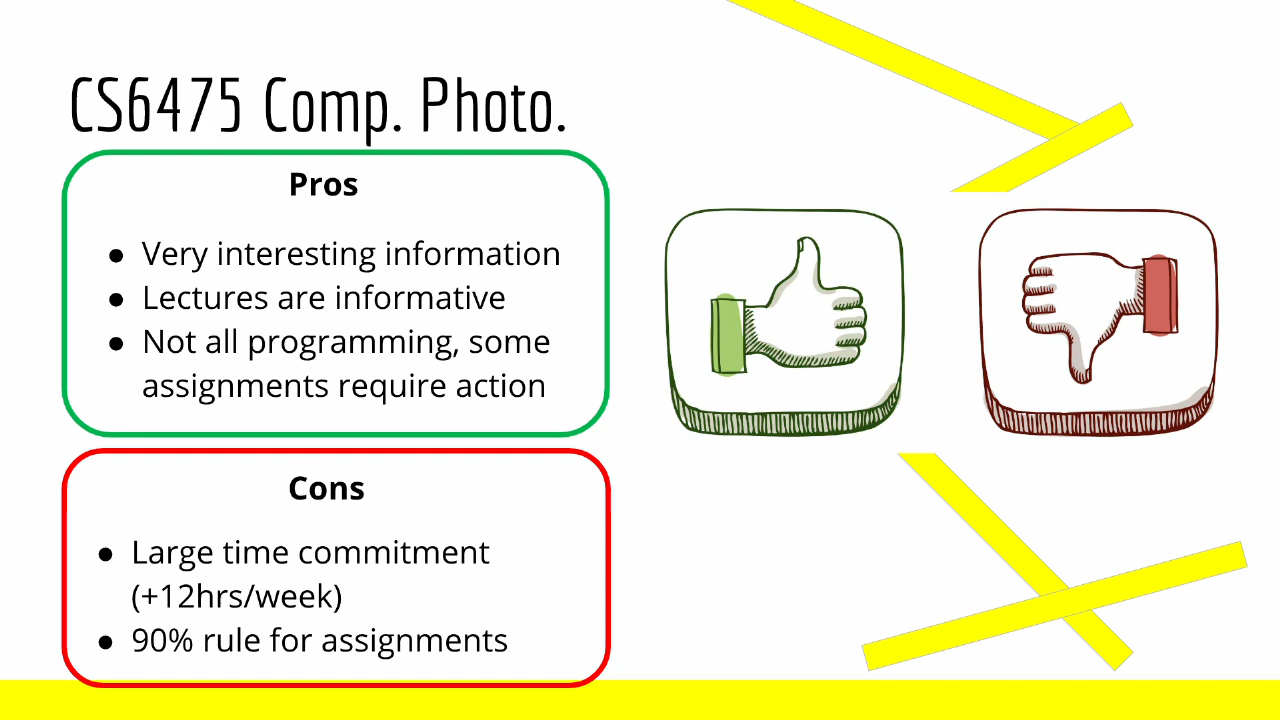 CS6475 Comp. Photo.
Pros
● Very interesting information
● Lectures are informative
● Not all programming, some
assignments require action
Cons
● Large time commitment
(+12hrs/week)
● 90% rule for assignments